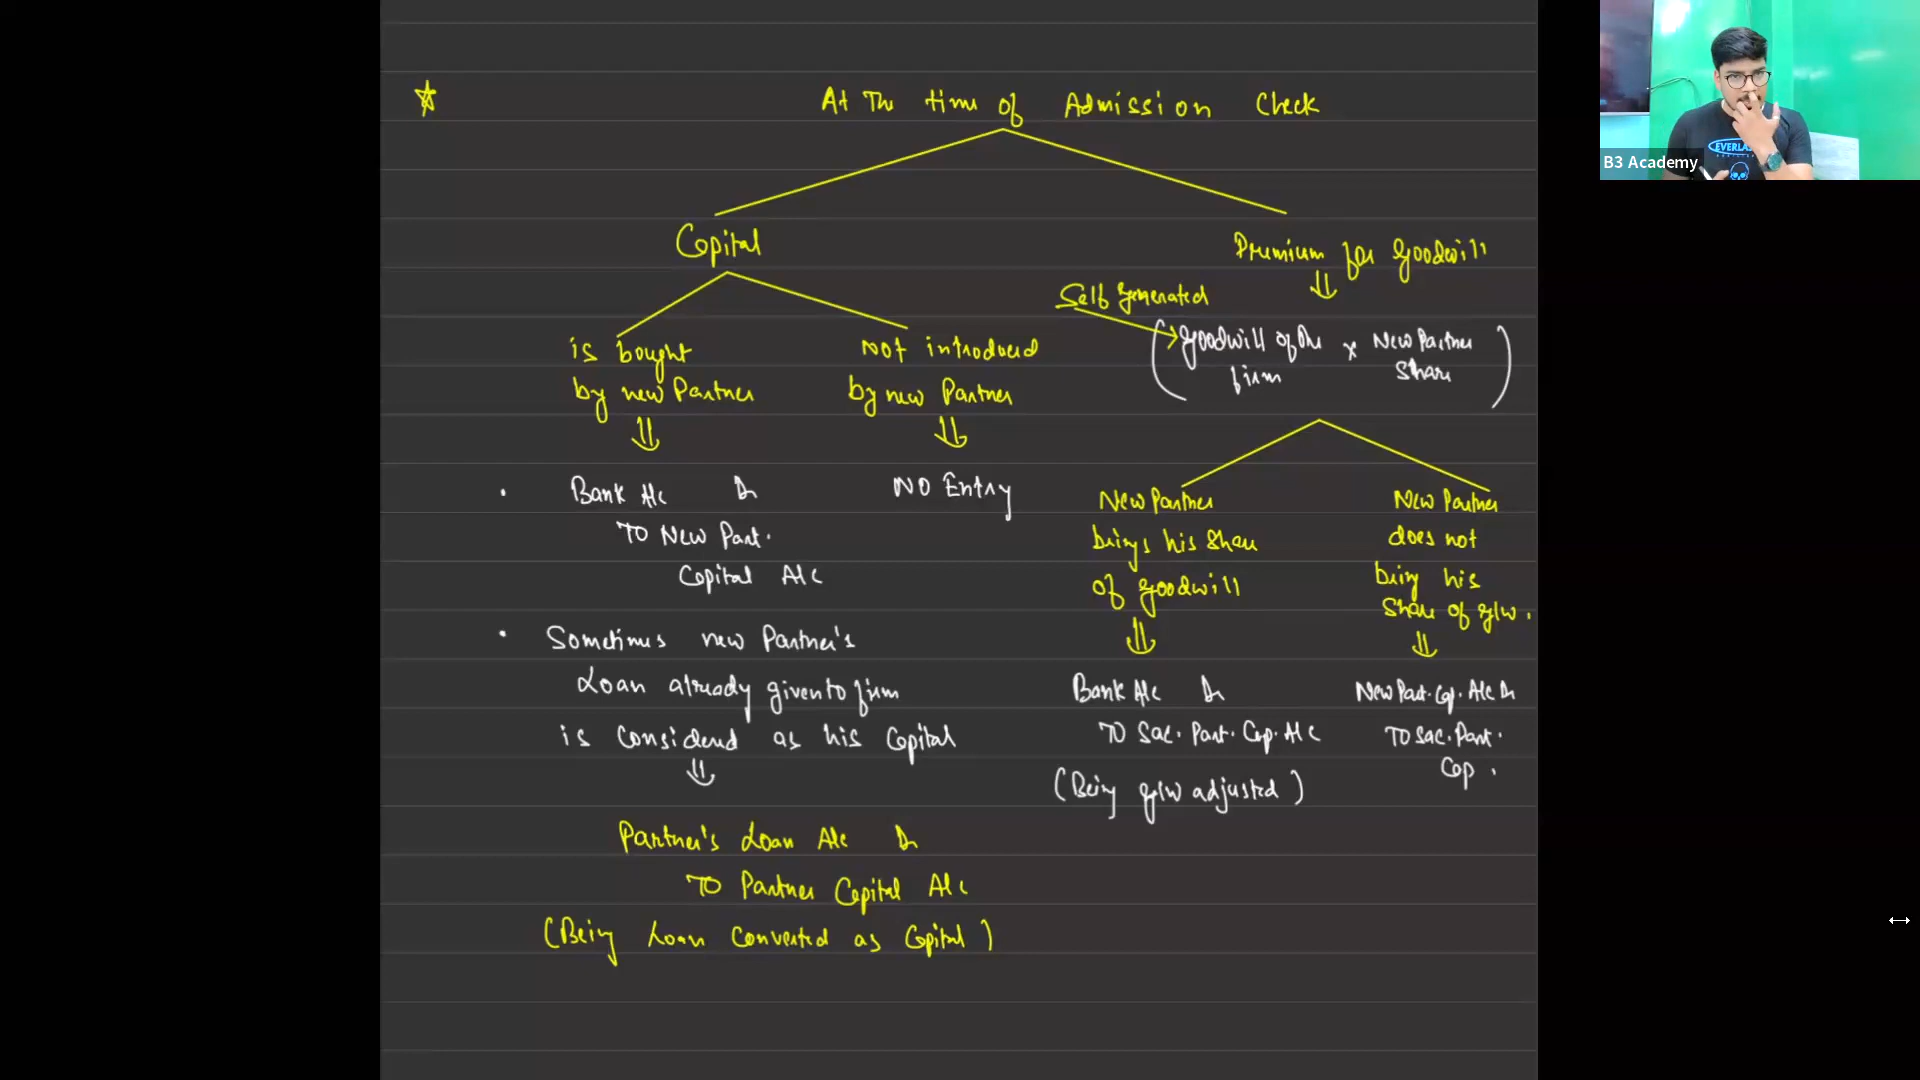 At The time of Admission Check
Capital
is bought
by new Partner
Not introduced
by new Partner
Bank A/c Dr
To New Part.
Capital A/c
No Entry
Sometimes new Partner's
Loan already given to firm
is considered as his Capital
Partner's Loan A/c Dr
To Partner Capital A/c
(Being Loan Converted as Capital)
Premium for Goodwill
Self Generated
(Goodwill of the firm x New Partner Share)
New Partner
brings his Share
of goodwill
Bank A/c Dr
To Sac. Part. Cap. A/c
(Being g/w adjusted)
New Partner
does not
bring his
Share of g/w.
New Part. Cap. A/c Dr
To Sac. Part.
Cap.
B3 Academy
EVERLAS